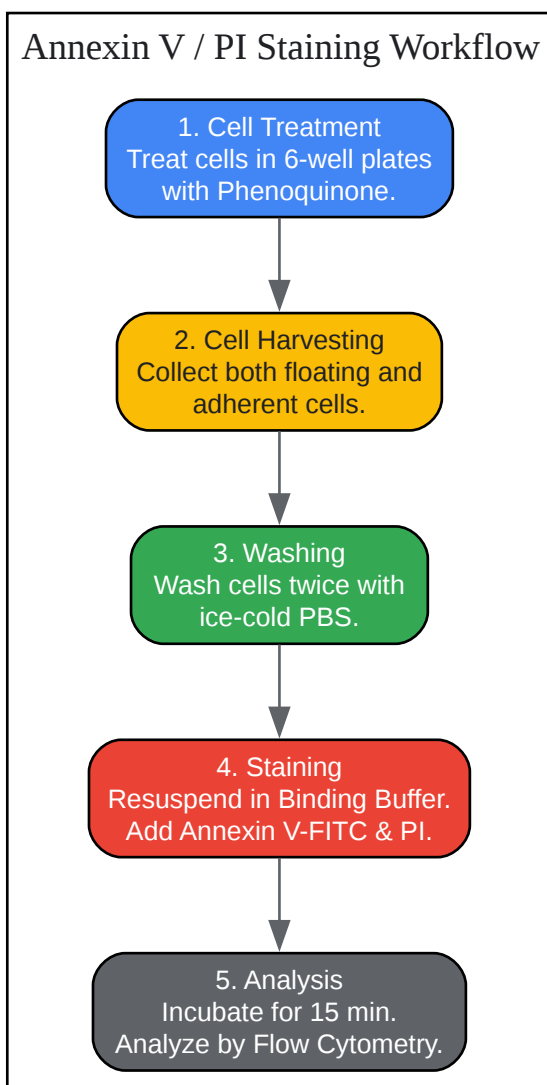 Annexin V / PI Staining Workflow
1. Cell Treatment
Treat cells in 6-well plates
with Phenoquinone.
2. Cell Harvesting
Collect both floating and
adherent cells.
3. Washing
Wash cells twice with
ice-cold PBS.
4. Staining
Resuspend in Binding Buffer.
Add Annexin V-FITC & PI.
5. Analysis
Incubate for 15 min.
Analyze by Flow Cytometry.